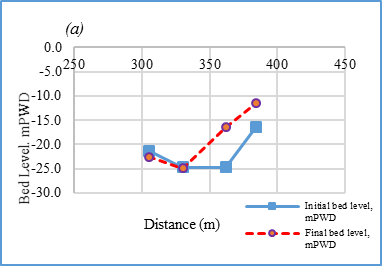 (a)
0.0
250 300 350 400 450
-5.0
-10.0
-15.0
-20.0
-25.0
-30.0
Bed Level, mPWD
Distance (m)
Initial bed level,
mPWD
Final bed level,
mPWD